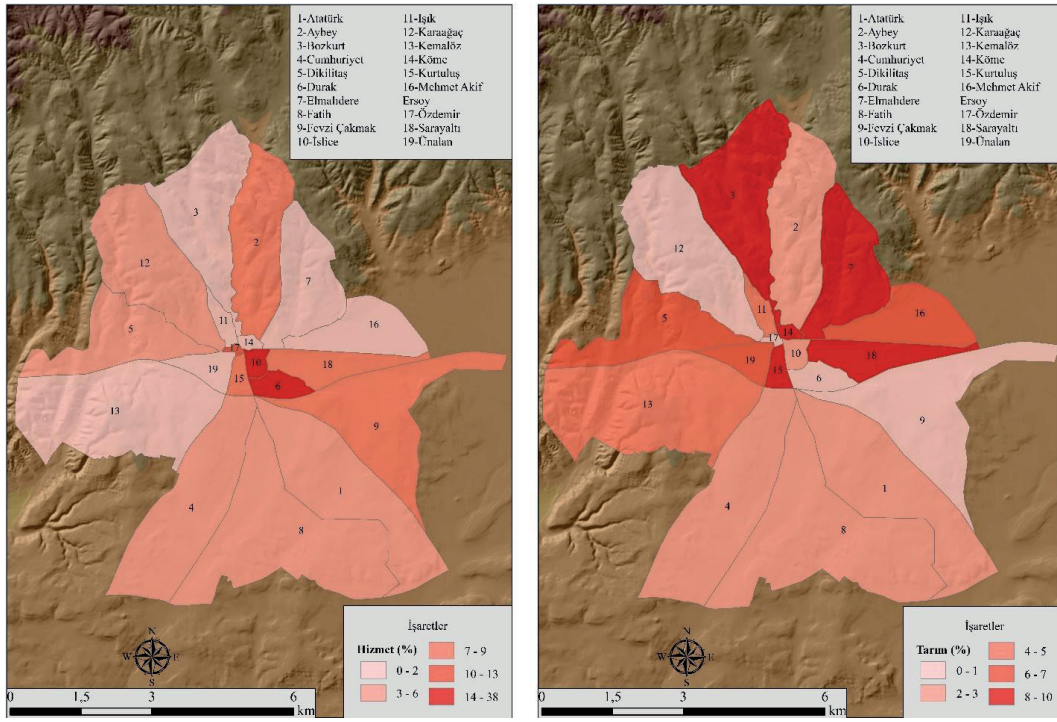 1-Atatürk
2-Aybey
3-Bozkurt
4-Cumhuriyet
5-Dikilitaş
6-Durak
7-Elmalıdere
8-Fatih
9-Fevzi Çakmak
10-İslice
11-Işık
12-Karaağaç
13-Kemalöz
14-Köme
15-Kurtuluş
16-Mehmet Akif
Ersoy
17-Özdemir
18-Sarayaltı
19-Ünalan
3
2
12
7
11
16
5
14
17
10
18
19
15
6
13
9
1
4
8
N
W E
S
0 1,5 3 6
km
İşaretler
Hizmet (%)
0 - 2
3 - 6
7 - 9
10 - 13
14 - 38
1-Atatürk
2-Aybey
3-Bozkurt
4-Cumhuriyet
5-Dikilitaş
6-Durak
7-Elmalıdere
8-Fatih
9-Fevzi Çakmak
10-İslice
11-Işık
12-Karaağaç
13-Kemalöz
14-Köme
15-Kurtuluş
16-Mehmet Akif
Ersoy
17-Özdemir
18-Sarayaltı
19-Ünalan
3
2
12
7
11
16
5
14
17
10
18
19
15
6
13
9
1
4
8
N
W E
S
0 1,5 3 6
km
İşaretler
Tarım (%)
0 - 1
2 - 3
4 - 5
6 - 7
8 - 10